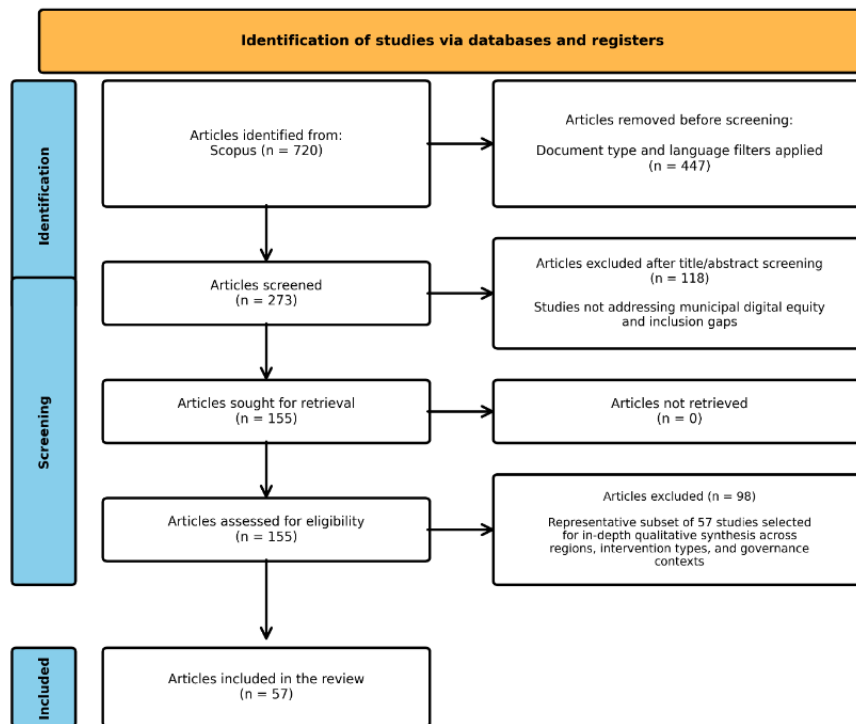 Identification of studies via databases and registers
Identification
Articles identified from:
Scopus (n = 720)
Articles removed before screening:
Document type and language filters applied
(n = 447)
Screening
Articles screened
(n = 273)
Articles excluded after title/abstract screening
(n = 118)
Studies not addressing municipal digital equity
and inclusion gaps
Articles sought for retrieval
(n = 155)
Articles not retrieved
(n = 0)
Articles assessed for eligibility
(n = 155)
Articles excluded (n = 98)
Representative subset of 57 studies selected
for in-depth qualitative synthesis across
regions, intervention types, and governance
contexts
Included
Articles included in the review
(n = 57)